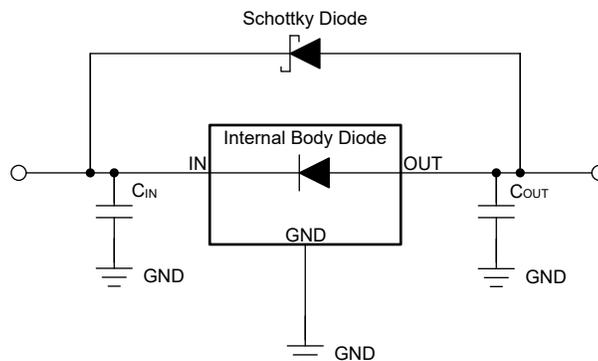 Schottky Diode
Internal Body Diode
IN
OUT
CIN
COUT
GND
GND
GND
GND